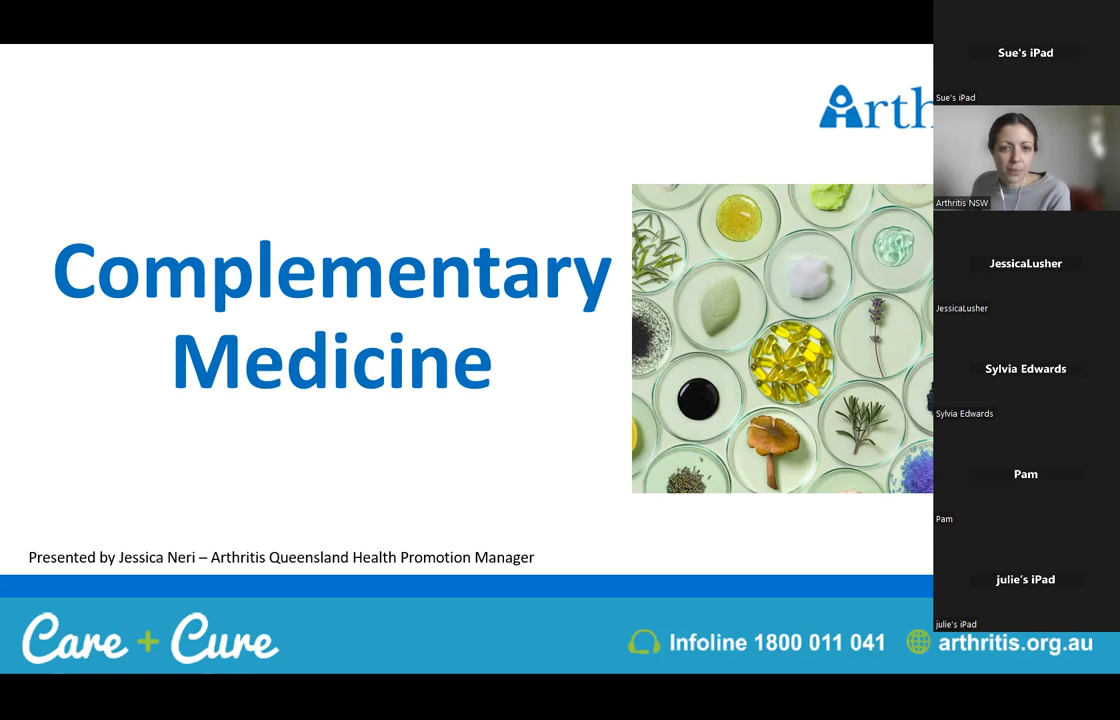 Arth
Complementary
Medicine
Presented by Jessica Neri – Arthritis Queensland Health Promotion Manager
Care + Cure
Infoline 1800 011 041
arthritis.org.au
Sue's iPad
Sue's iPad
Arthritis NSW
JessicaLusher
JessicaLusher
Sylvia Edwards
Sylvia Edwards
Pam
Pam
julie's iPad
julie's iPad